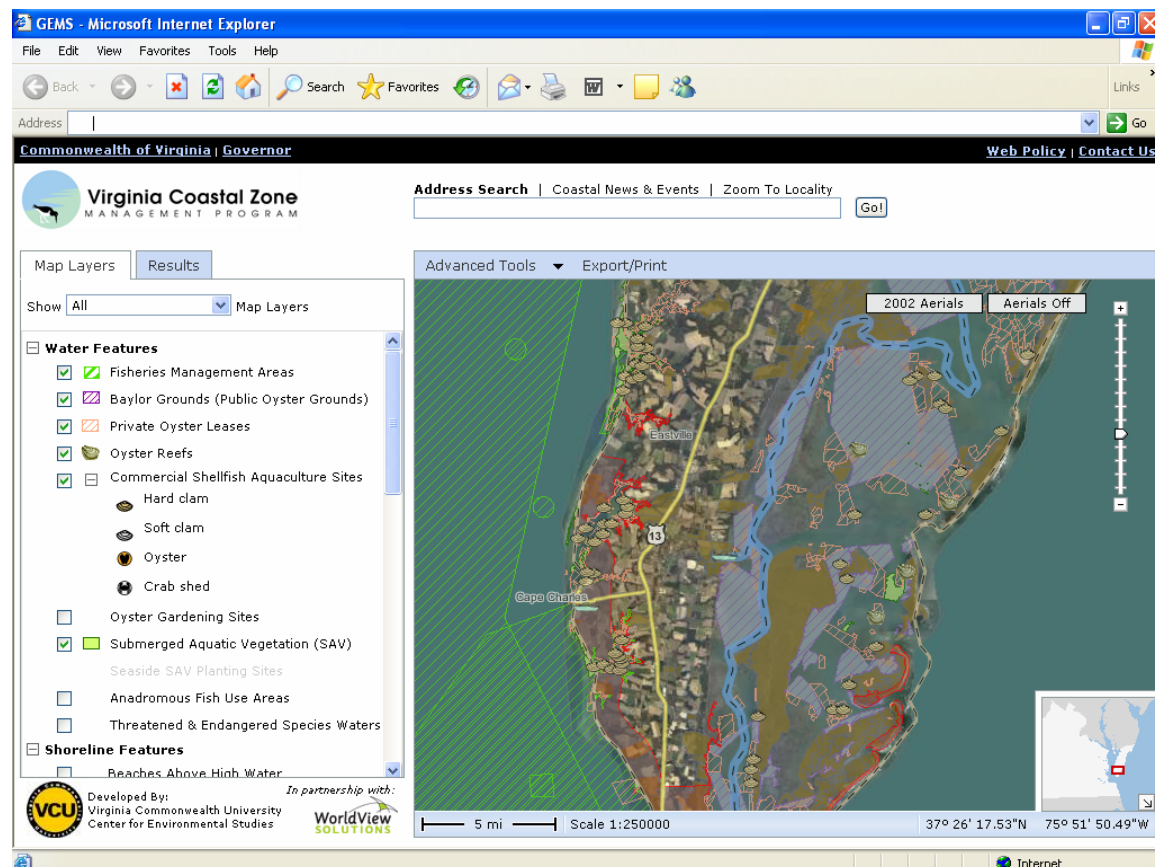 GEMS - Microsoft Internet Explorer
File Edit View Favorites Tools Help
Back Search Favorites Links
Address Go
Commonwealth of Virginia | Governor Web Policy | Contact Us
Virginia Coastal Zone
MANAGEMENT PROGRAM
Address Search | Coastal News & Events | Zoom To Locality
Go!
Map Layers Results
Advanced Tools Export/Print
Show All Map Layers
2002 Aerials Aerials Off
Water Features
Fisheries Management Areas
Baylor Grounds (Public Oyster Grounds)
Private Oyster Leases
Oyster Reefs
Commercial Shellfish Aquaculture Sites
Hard clam
Soft clam
Oyster
Crab shed
Oyster Gardening Sites
Submerged Aquatic Vegetation (SAV)
Seaside SAV Planting Sites
Anadromous Fish Use Areas
Threatened & Endangered Species Waters
Shoreline Features
Beaches Above High Water
Eastville
13
Cape Charles
VCU
Developed By:
Virginia Commonwealth University
Center for Environmental Studies
In partnership with:
WorldView
SOLUTIONS
5 mi Scale 1:250000 37º 26' 17.53"N 75º 51' 50.49"W
Internet